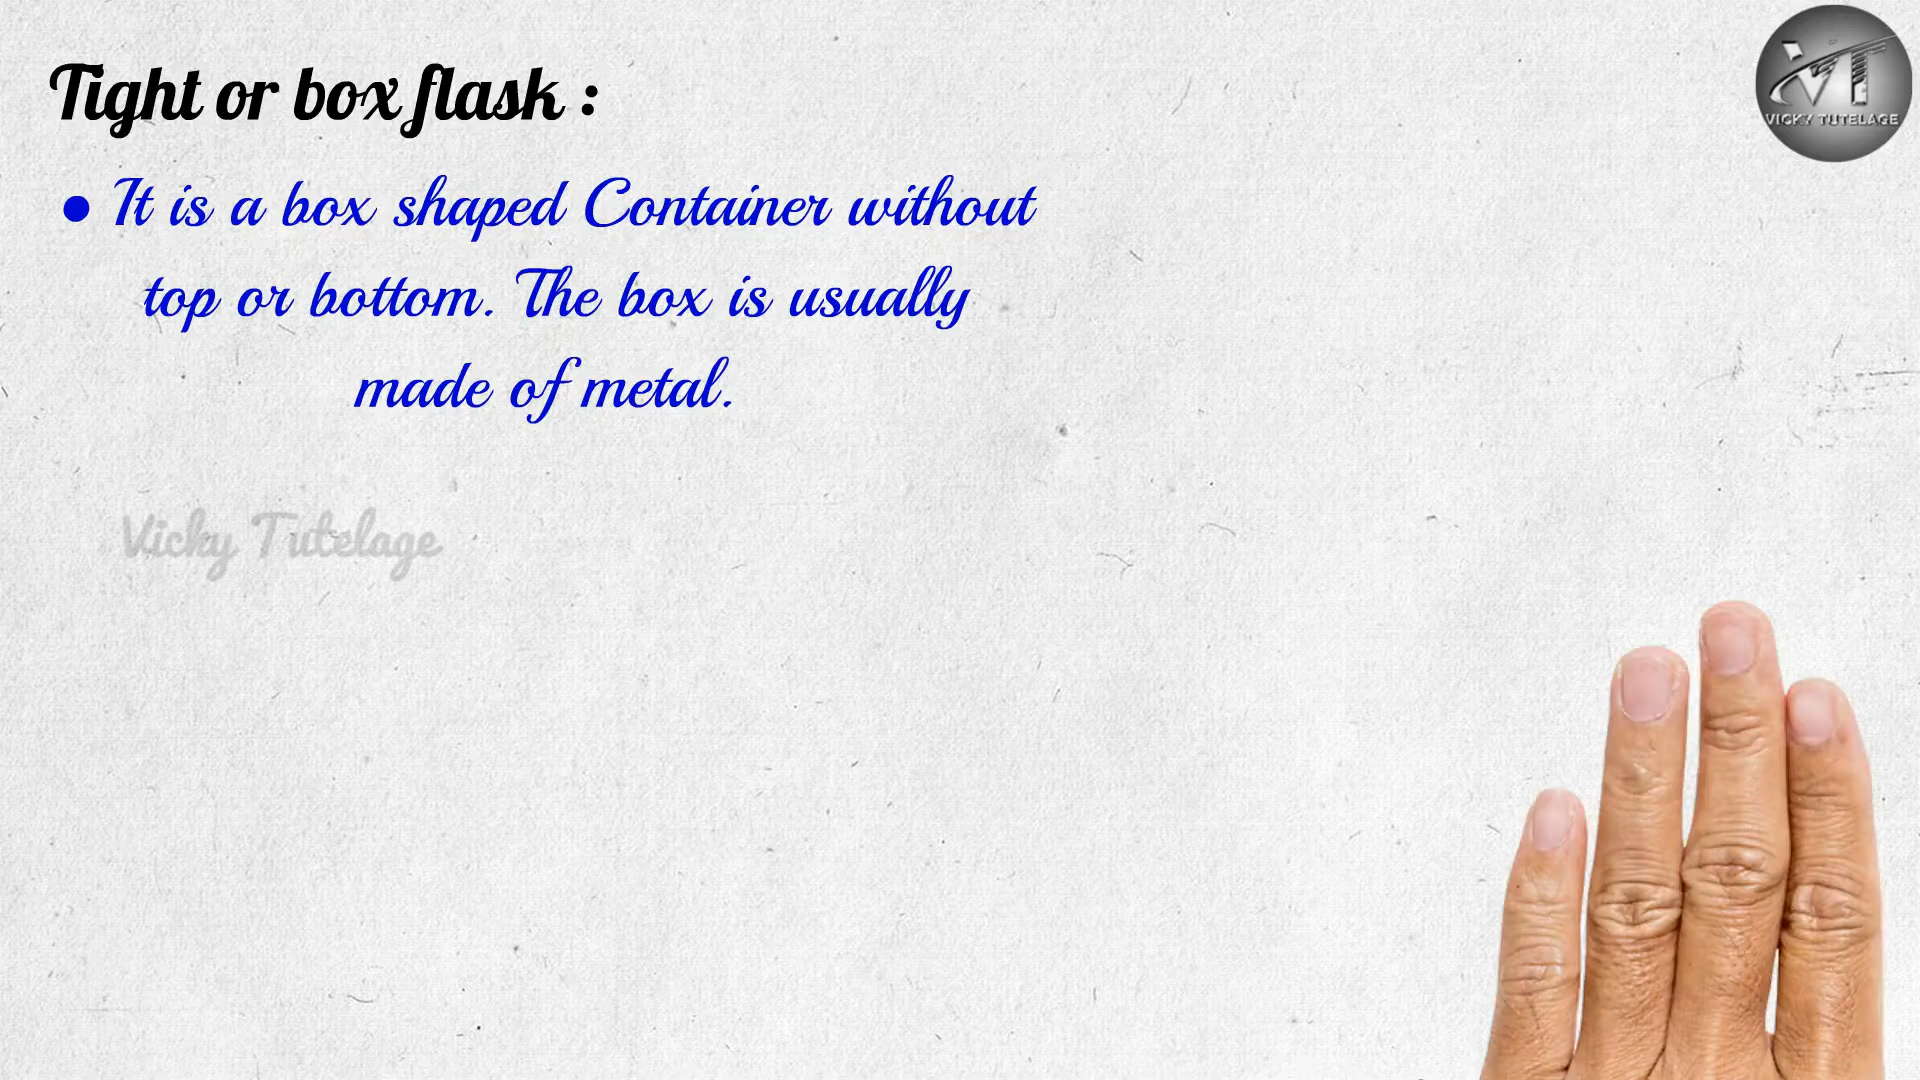 Tight or box flask :
• It is a box shaped Container without
top or bottom. The box is usually
made of metal.
Vicky Tutelage
VT
VICKY TUTELAGE